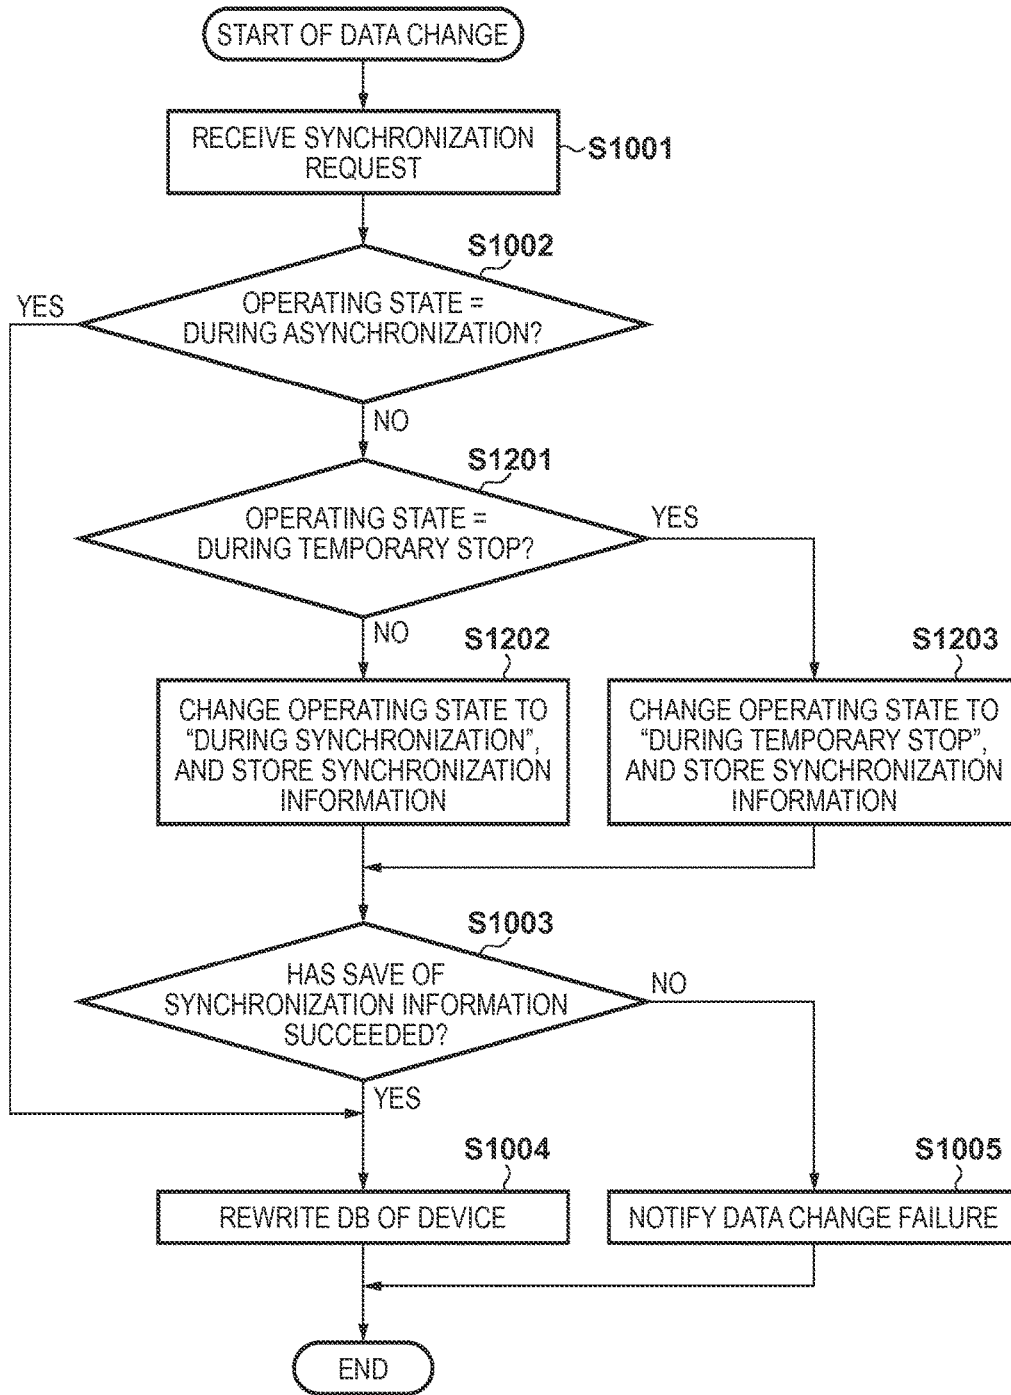 START OF DATA CHANGE
RECEIVE SYNCHRONIZATION
REQUEST
S1001
S1002
YES
OPERATING STATE =
DURING ASYNCHRONIZATION?
NO
S1201
OPERATING STATE =
DURING TEMPORARY STOP?
YES
NO
S1202
S1203
CHANGE OPERATING STATE TO
“DURING SYNCHRONIZATION”,
AND STORE SYNCHRONIZATION
INFORMATION
CHANGE OPERATING STATE TO
“DURING TEMPORARY STOP”,
AND STORE SYNCHRONIZATION
INFORMATION
S1003
HAS SAVE OF
SYNCHRONIZATION INFORMATION
SUCCEEDED?
NO
YES
S1004
S1005
REWRITE DB OF DEVICE
NOTIFY DATA CHANGE FAILURE
END